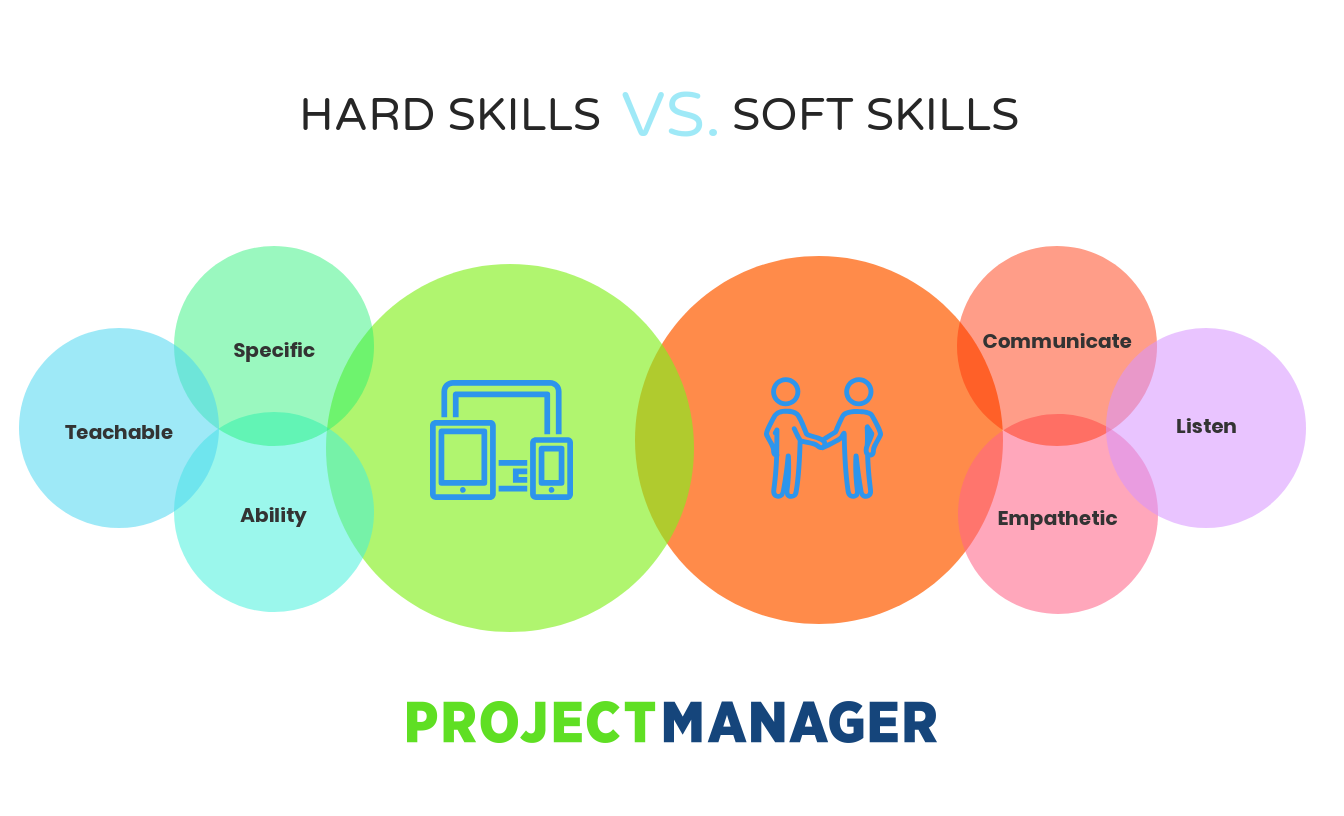 HARD SKILLS VS. SOFT SKILLS
Specific
Teachable
Ability
Communicate
Listen
Empathetic
PROJECTMANAGER